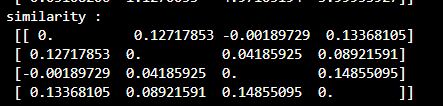 similarity :
[[ 0. 0.12717853 -0.00189729 0.13368105]
[ 0.12717853 0. 0.04185925 0.08921591]
[-0.00189729 0.04185925 0. 0.14855095]
[ 0.13368105 0.08921591 0.14855095 0. ]]